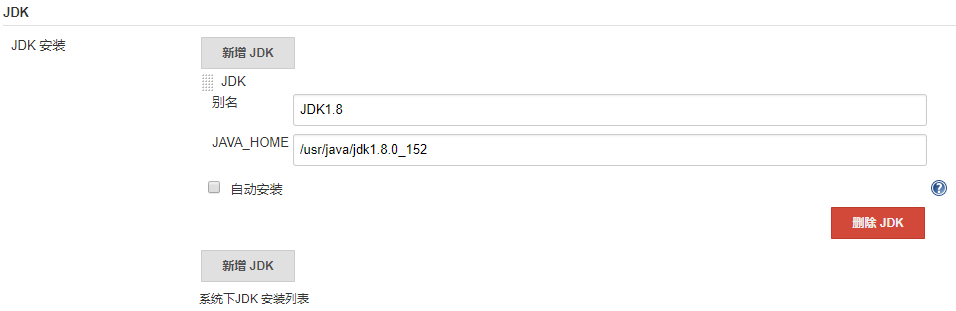 JDK
JDK 安装
新增 JDK
JDK
别名
JDK1.8
JAVA_HOME
/usr/java/jdk1.8.0_152
自动安装
?
删除 JDK
新增 JDK
系统下JDK 安装列表